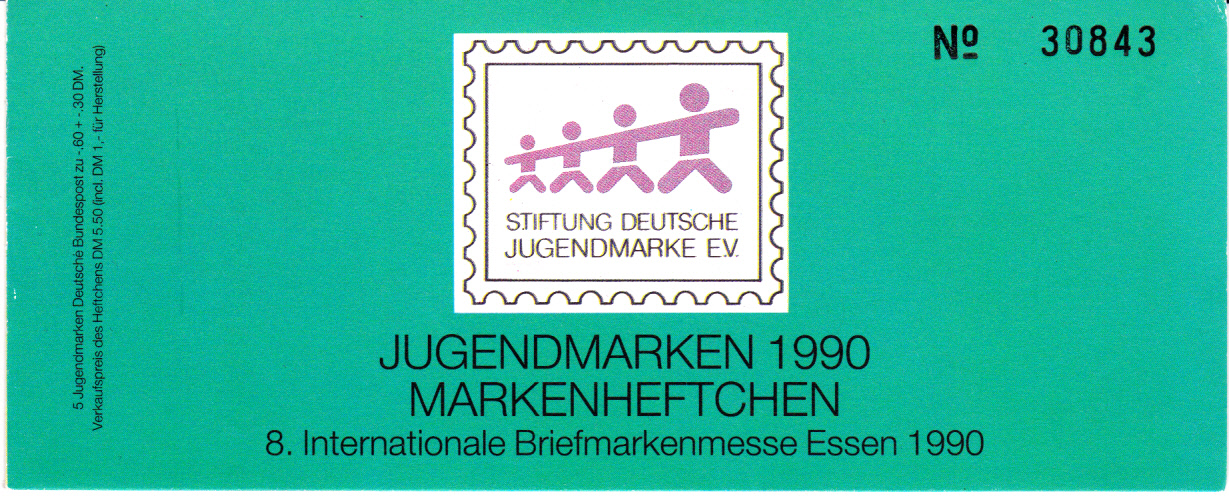 Nº 30843
STIFTUNG DEUTSCHE
JUGENDMARKE E.V.
JUGENDMARKEN 1990
MARKENHEFTCHEN
8. Internationale Briefmarkenmesse Essen 1990
5 Jugendmarken Deutsche Bundespost zu -.60 + -.30 DM.
Verkaufspreis des Heftchens DM 5.50 (incl. DM 1,- für Herstellung)